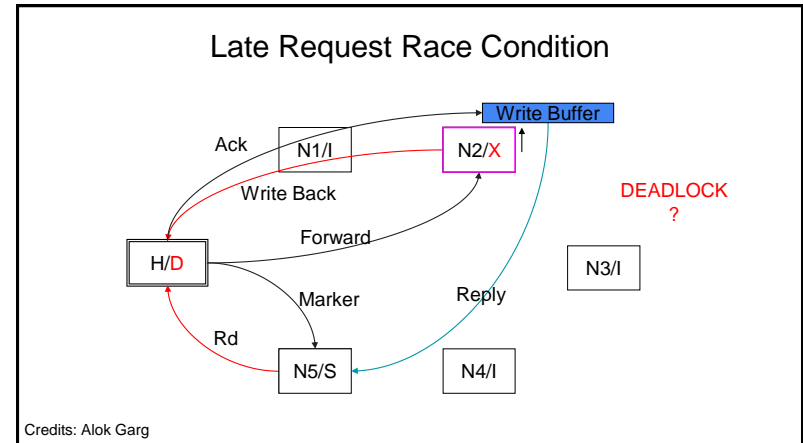 Late Request Race Condition
Write Buffer
Ack
N1/I
N2/X
Write Back
DEADLOCK
?
Forward
H/D
N3/I
Marker
Reply
Rd
N5/S
N4/I
Credits: Alok Garg